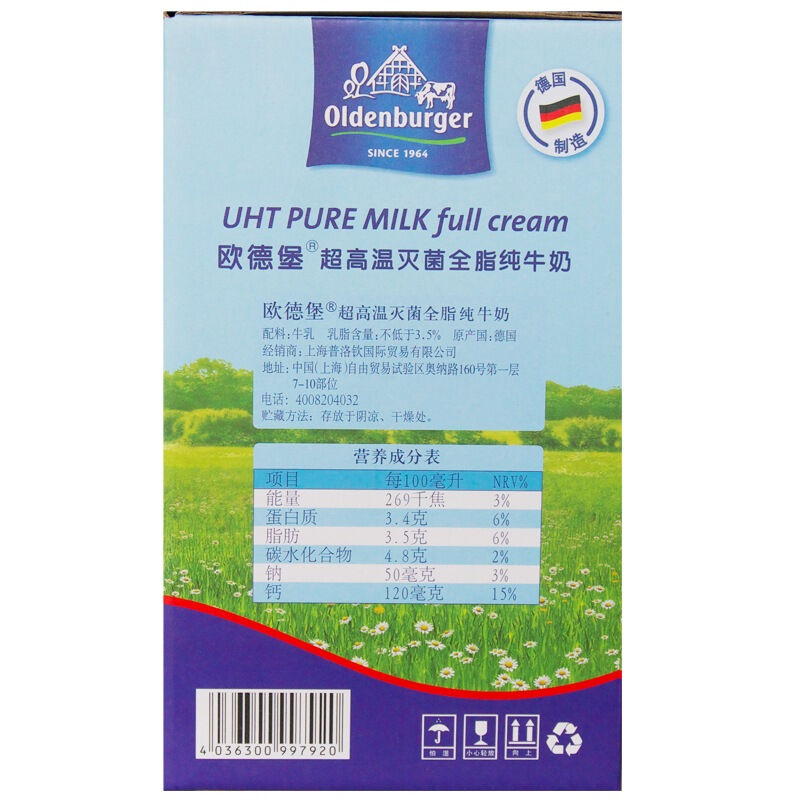 Oldenburger
SINCE 1964
德国
制造
UHT PURE MILK full cream
欧德堡®超高温灭菌全脂纯牛奶
欧德堡®超高温灭菌全脂纯牛奶
配料:牛乳 乳脂含量:不低于3.5% 原产国:德国
经销商:上海普洛钦国际贸易有限公司
地址:中国(上海)自由贸易试验区奥纳路160号第一层
7-10部位
电话:4008204032
贮藏方法:存放于阴凉、干燥处。
营养成分表
项目 每100毫升 NRV%
能量 269千焦 3%
蛋白质 3.4克 6%
脂肪 3.5克 6%
碳水化合物 4.8克 2%
钠 50毫克 3%
钙 120毫克 15%
4 036300 997920
怕湿 小心轻放 向上